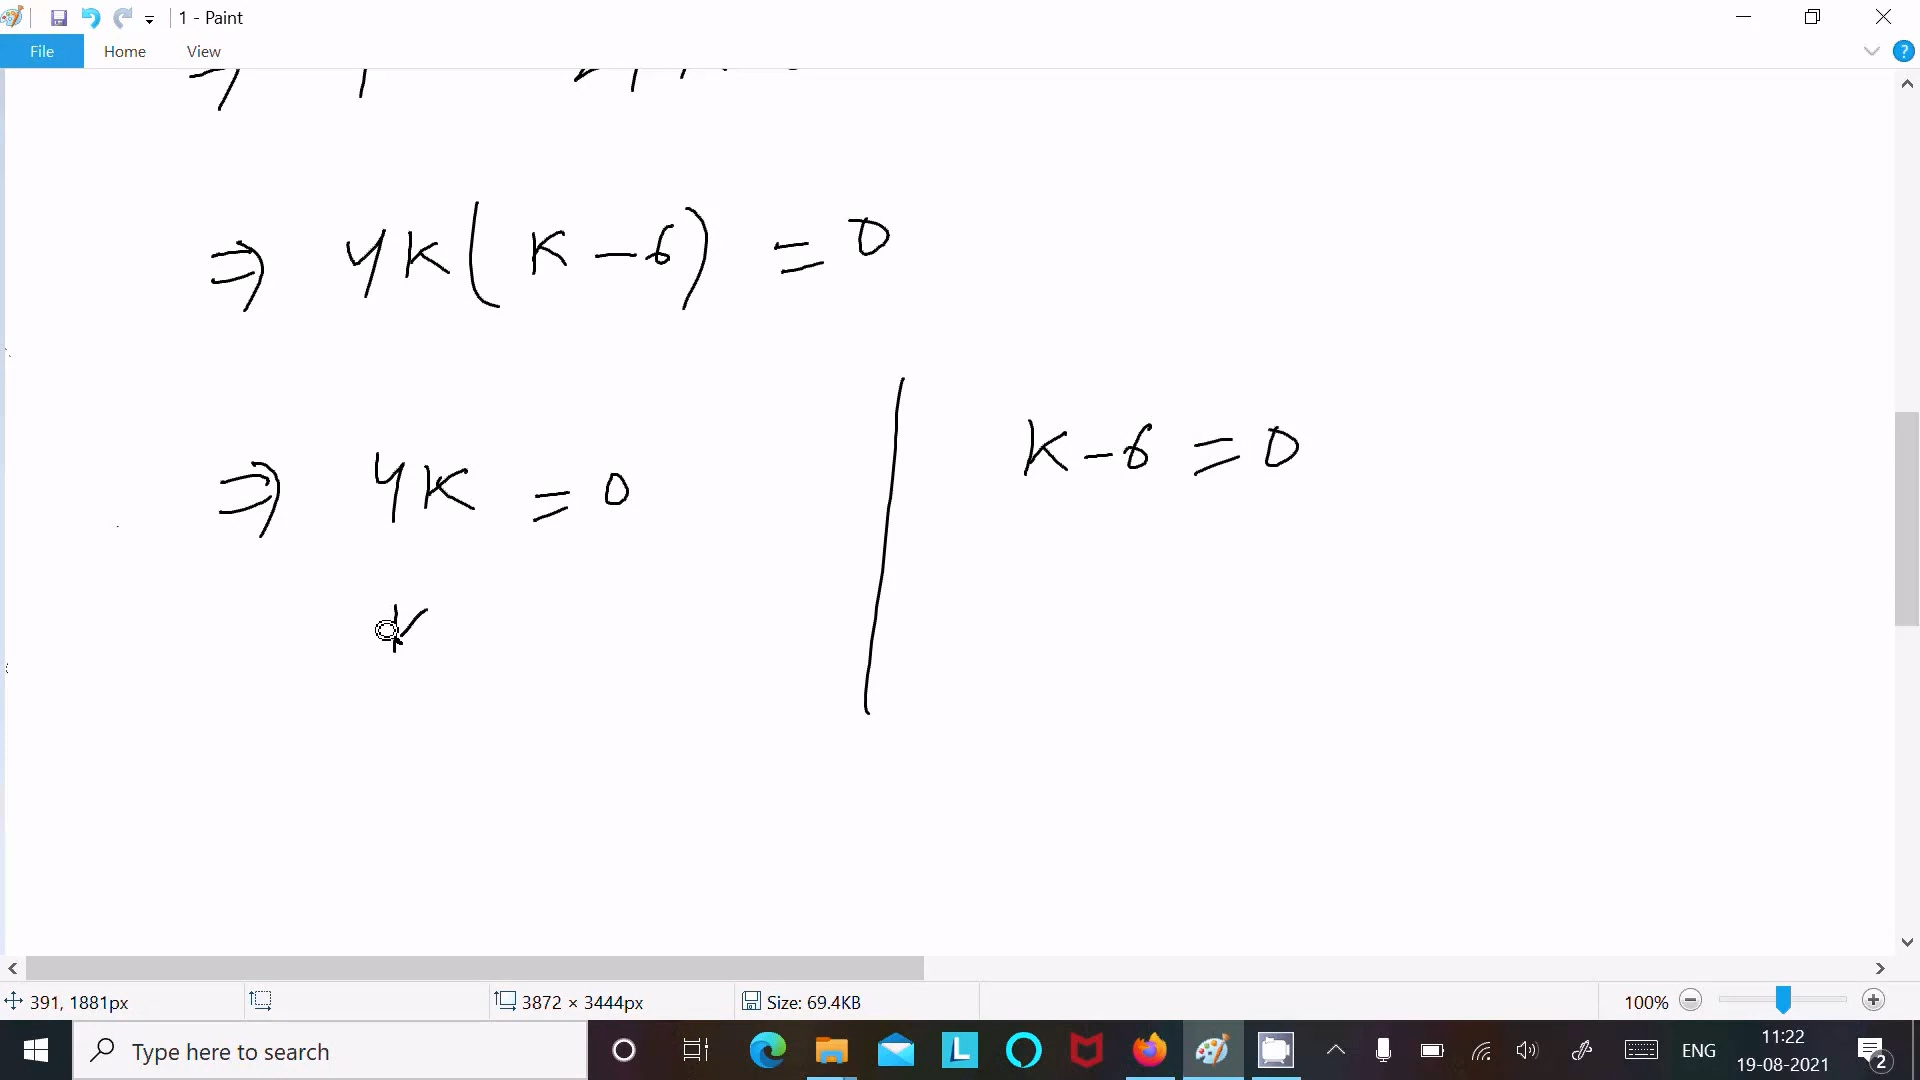 1 - Paint
File Home View
⇒ 4K(K-6) = 0
⇒ 4K = 0
K-6 = 0
391, 1881px 3872 × 3444px Size: 69.4KB 100%
Type here to search
L
ENG
11:22
19-08-2021
2